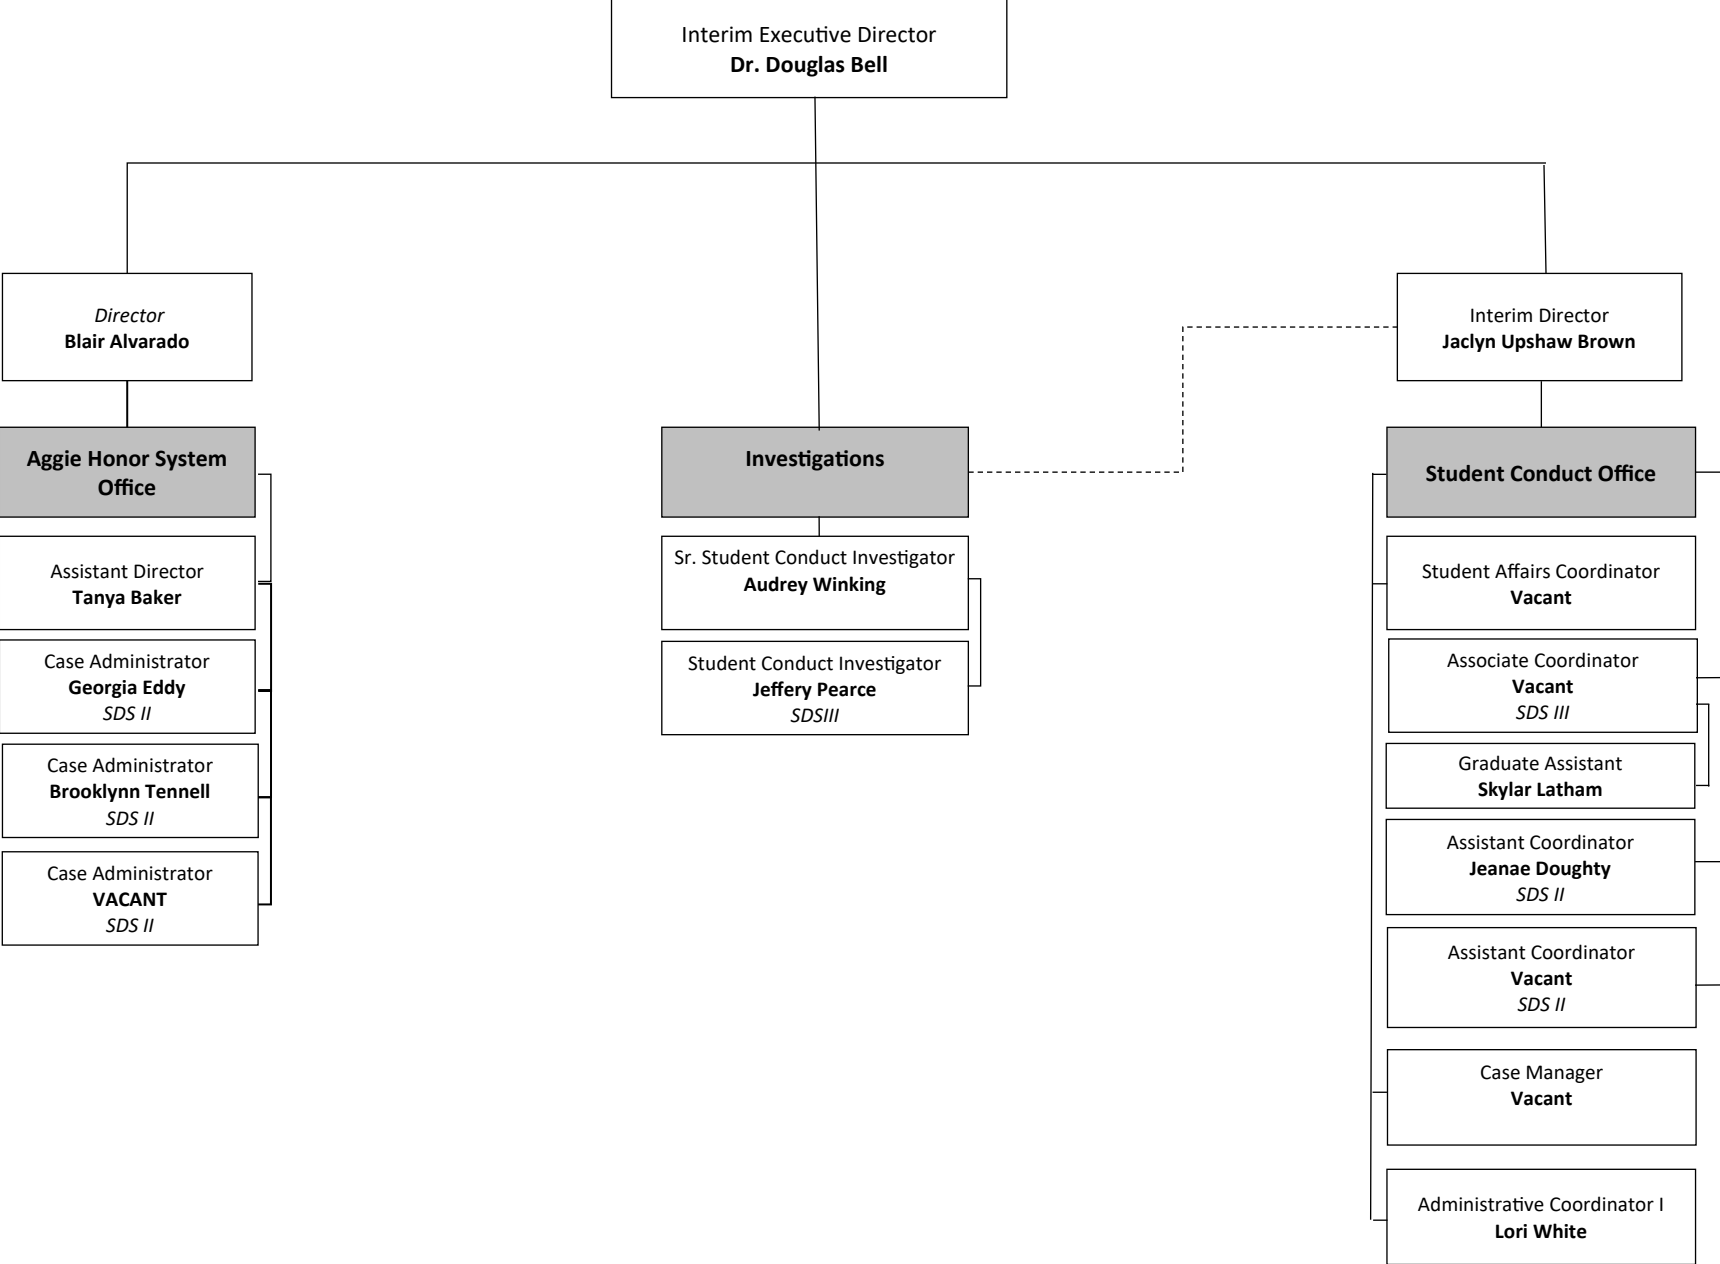 Interim Executive Director
Dr. Douglas Bell
Director
Blair Alvarado
Interim Director
Jaclyn Upshaw Brown
Aggie Honor System
Office
Assistant Director
Tanya Baker
Case Administrator
Georgia Eddy
SDS II
Case Administrator
Brooklynn Tennell
SDS II
Case Administrator
VACANT
SDS II
Investigations
Sr. Student Conduct Investigator
Audrey Winking
Student Conduct Investigator
Jeffery Pearce
SDSIII
Student Conduct Office
Student Affairs Coordinator
Vacant
Associate Coordinator
Vacant
SDS III
Graduate Assistant
Skylar Latham
Assistant Coordinator
Jeanae Doughty
SDS II
Assistant Coordinator
Vacant
SDS II
Case Manager
Vacant
Administrative Coordinator I
Lori White